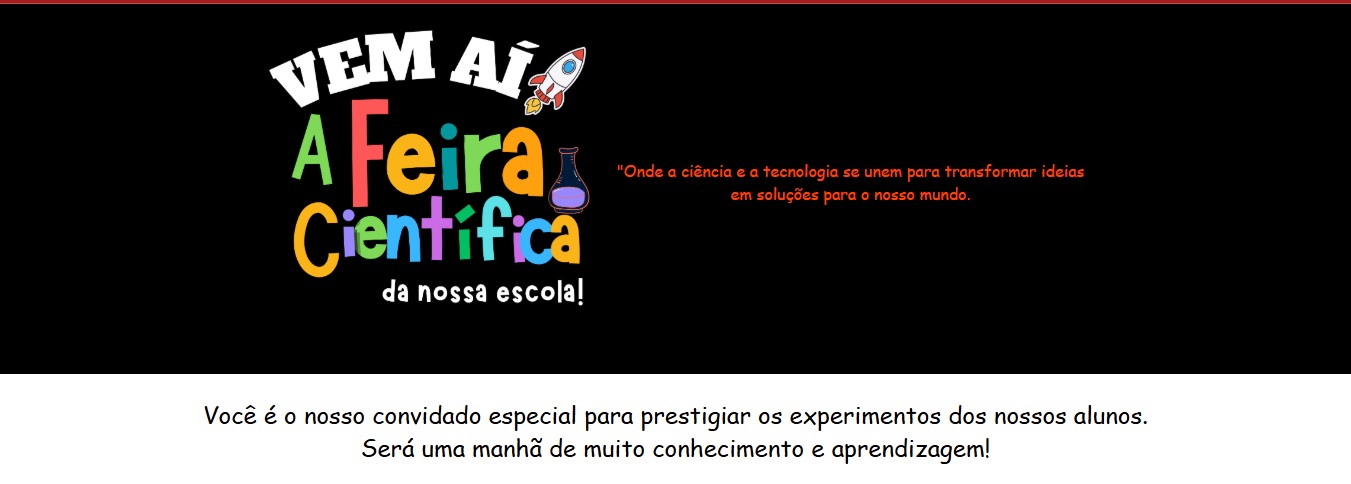 VEM AÍ
A Feira
Científica
da nossa escola!
"Onde a ciência e a tecnologia se unem para transformar ideias
em soluções para o nosso mundo.
Você é o nosso convidado especial para prestigiar os experimentos dos nossos alunos.
Será uma manhã de muito conhecimento e aprendizagem!